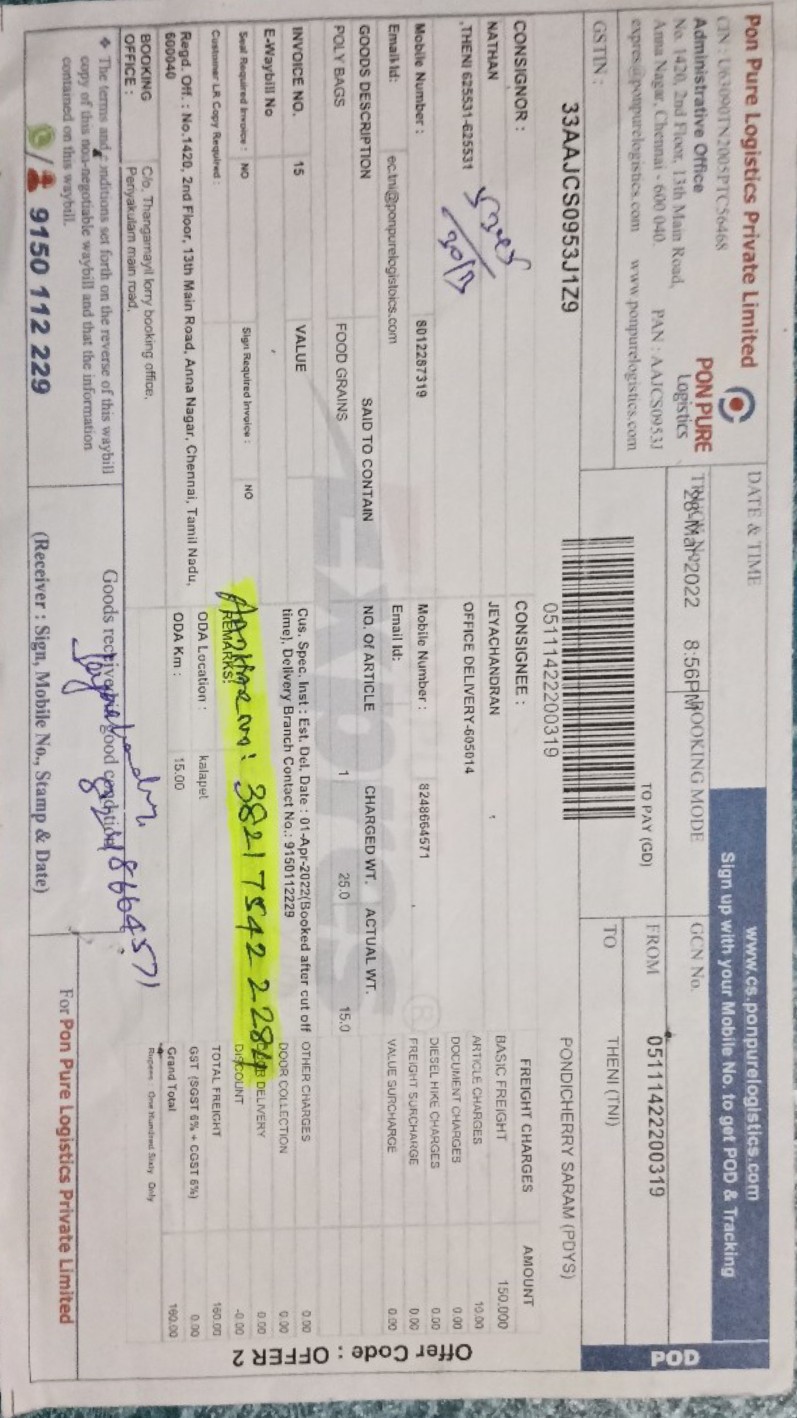 Pon Pure Logistics Private Limited
CIN : U63090TN2005PTC56468
Administrative Office
No. 1420, 2nd Floor, 13th Main Road,
Anna Nagar, Chennai - 600 040. PAN : AAJCS0953J
expres@ponpurelogistics.com www.ponpurelogistics.com
PON PURE
Logistics
GSTIN :
33AAJCS0953J1Z9
DATE & TIME
28-Mar-2022 8:56PM
BOOKING MODE
TO PAY (GD)
www.cs.ponpurelogistics.com
Sign up with your Mobile No. to get POD & Tracking
POD
GCN No.
05111422200319
FROM THENI (TNI)
TO PONDICHERRY SARAM (PDYS)
05111422200319
CONSIGNOR :
NATHAN
,THENI 625531-625531
Mobile Number : 8012287319
Email Id: ec.tni@ponpurelogistoics.com
CONSIGNEE :
JEYACHANDRAN
OFFICE DELIVERY-605014
Mobile Number : 8248664571
Email Id:
GOODS DESCRIPTION SAID TO CONTAIN NO. Of ARTICLE CHARGED WT. ACTUAL WT.
POLY BAGS FOOD GRAINS 1 25.0 15.0
INVOICE NO. 15 VALUE
E-Waybill No
Seal Required Invoice : NO Sign Required Invoice : NO
Customer LR Copy Required :
Cus. Spec. Inst : Est. Del. Date : 01-Apr-2022(Booked after cut off
time), Delivery Branch Contact No.: 9150112229
REMARKS:
3821 7542 2281
ODA Location : kalapet
ODA Km : 15.00
Regd. Off. : No.1420, 2nd Floor, 13th Main Road, Anna Nagar, Chennai, Tamil Nadu,
600040
BOOKING OFFICE : C/o. Thangamayil lorry booking office,
Periyakulam main road,
FREIGHT CHARGES AMOUNT
BASIC FREIGHT 150.000
ARTICLE CHARGES 10.00
DOCUMENT CHARGES 0.00
DIESEL HIKE CHARGES 0.00
FREIGHT SURCHARGE 0.00
VALUE SURCHARGE 0.00
OTHER CHARGES 0.00
DOOR COLLECTION 0.00
DELIVERY 0.00
DISCOUNT -0.00
TOTAL FREIGHT 160.00
GST (SGST 6% + CGST 6%) 0.00
Grand Total 160.00
Rupees One Hundred Sixty Only
Offer Code : OFFER 2
❖ The terms and conditions set forth on the reverse of this waybill
copy of this non-negotiable waybill and that the information
contained on this waybill.
9150 112 229
Goods received in good condition
(Receiver : Sign, Mobile No., Stamp & Date)
For Pon Pure Logistics Private Limited